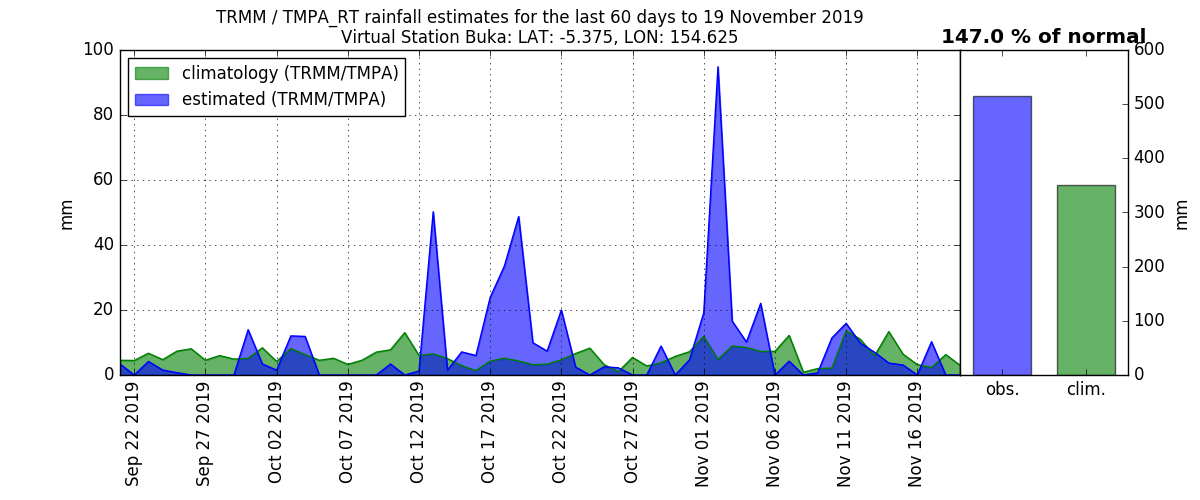 TRMM / TMPA_RT rainfall estimates for the last 60 days to 19 November 2019
Virtual Station Buka: LAT: -5.375, LON: 154.625
147.0 % of normal
climatology (TRMM/TMPA)
estimated (TRMM/TMPA)
100
80
60
40
20
0
mm
Sep 22 2019
Sep 27 2019
Oct 02 2019
Oct 07 2019
Oct 12 2019
Oct 17 2019
Oct 22 2019
Oct 27 2019
Nov 01 2019
Nov 06 2019
Nov 11 2019
Nov 16 2019
obs.
clim.
600
500
400
300
200
100
0
mm